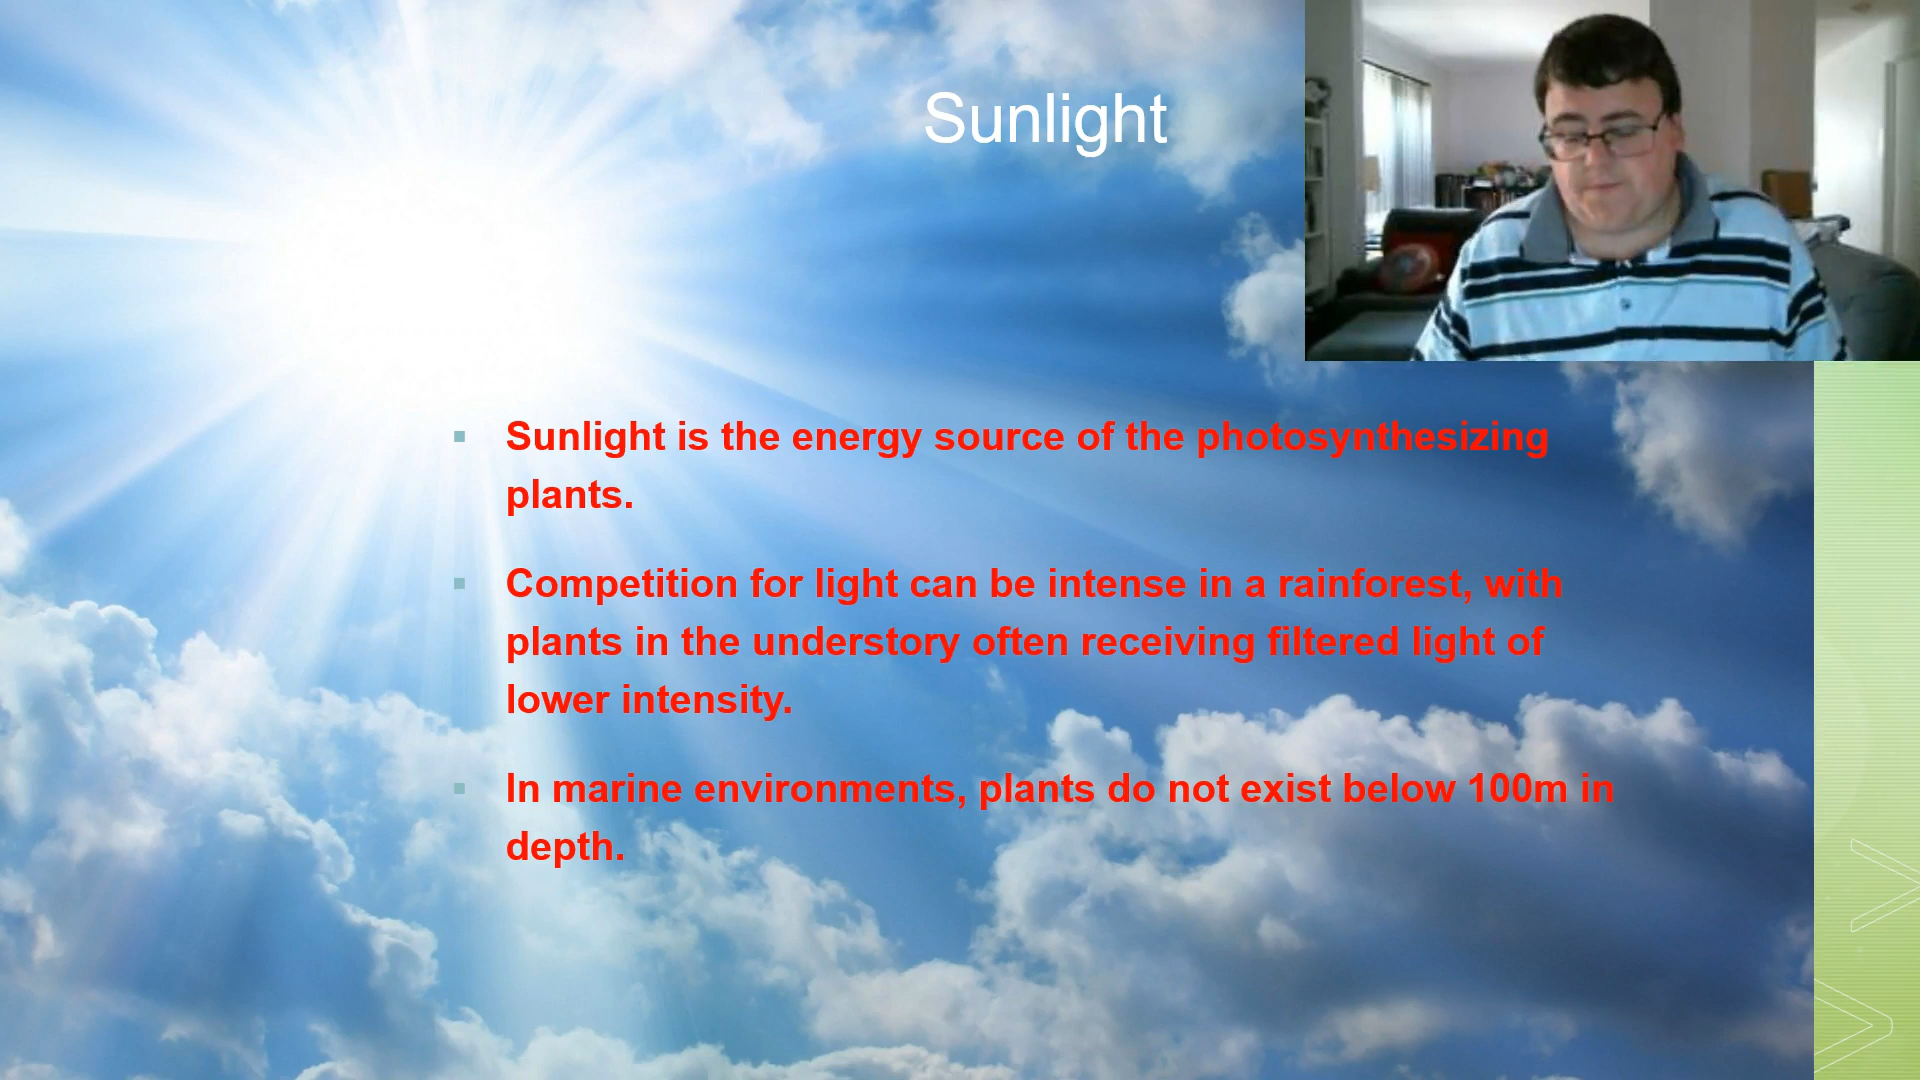 Sunlight
Sunlight is the energy source of the photosynthesizing
plants.
Competition for light can be intense in a rainforest, with
plants in the understory often receiving filtered light of
lower intensity.
In marine environments, plants do not exist below 100m in
depth.